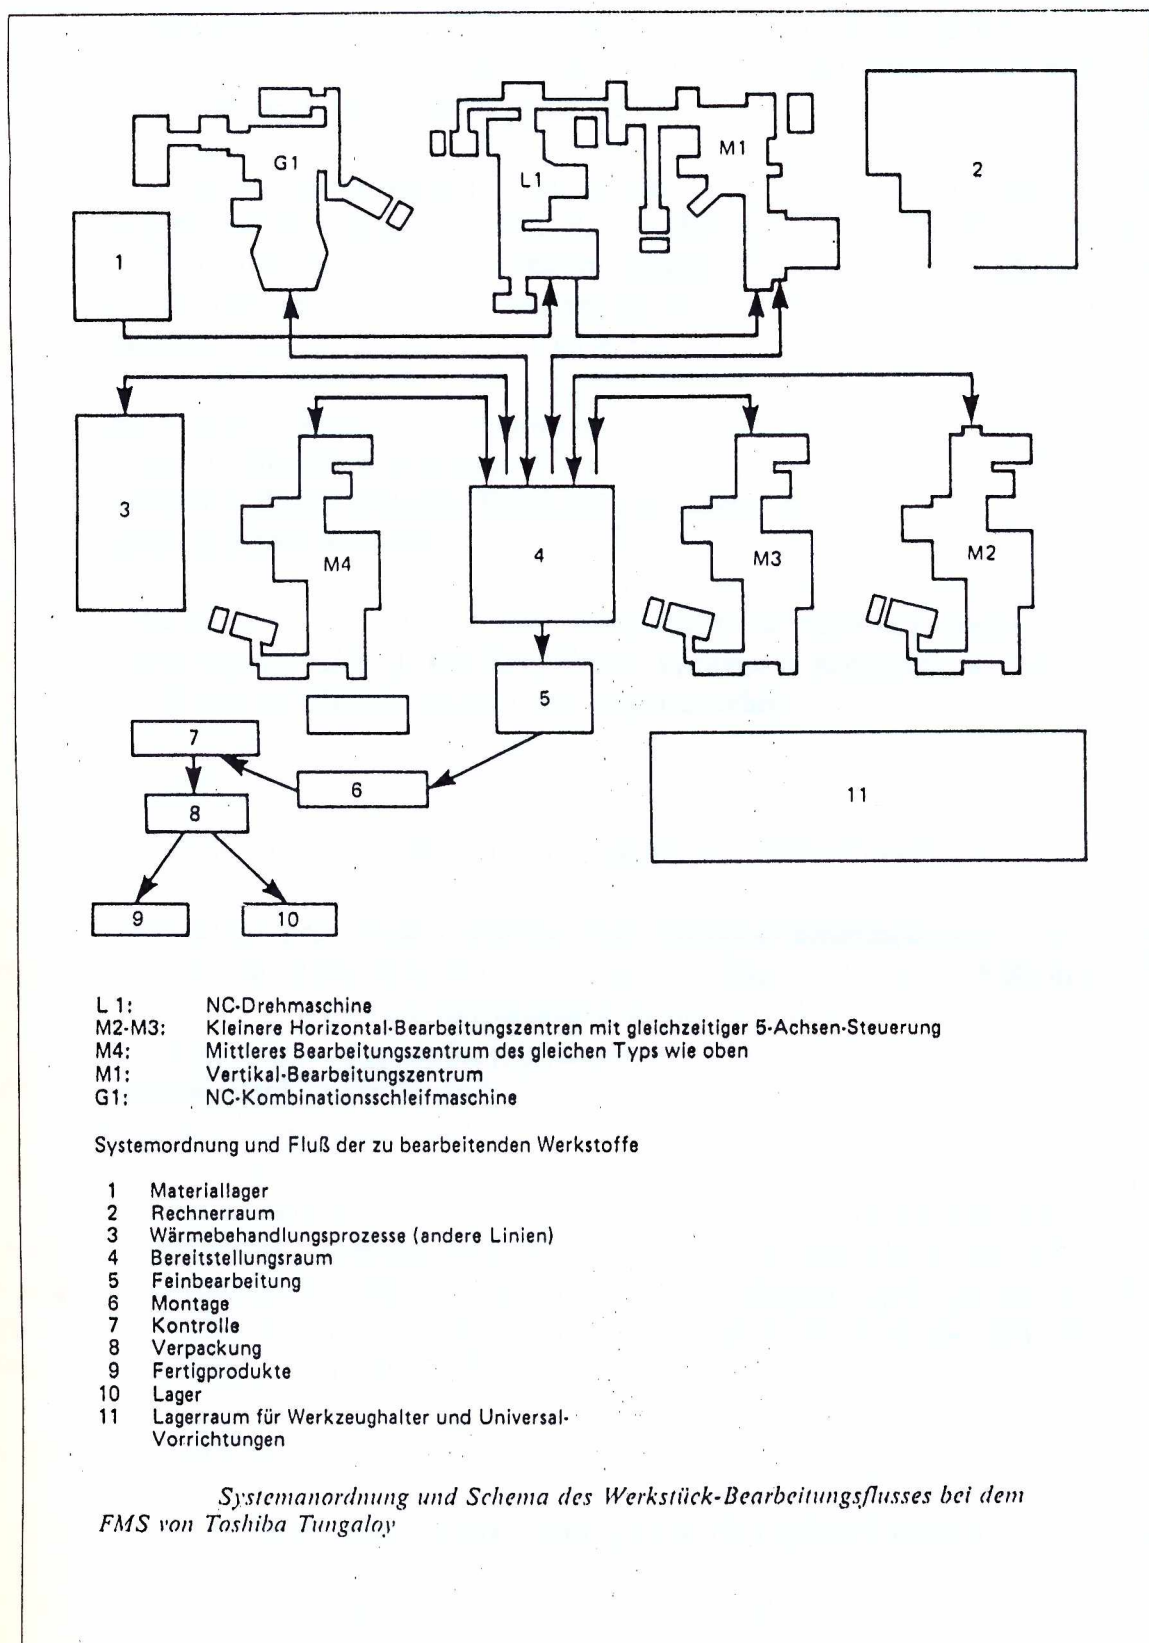 G1
L1
M1
2
1
3
M4
4
M3
M2
5
7
6
8
11
9
10
L 1: NC-Drehmaschine
M2-M3: Kleinere Horizontal-Bearbeitungszentren mit gleichzeitiger 5-Achsen-Steuerung
M4: Mittleres Bearbeitungszentrum des gleichen Typs wie oben
M1: Vertikal-Bearbeitungszentrum
G1: NC-Kombinationsschleifmaschine
Systemordnung und Fluß der zu bearbeitenden Werkstoffe
1 Materiallager
2 Rechnerraum
3 Wärmebehandlungsprozesse (andere Linien)
4 Bereitstellungsraum
5 Feinbearbeitung
6 Montage
7 Kontrolle
8 Verpackung
9 Fertigprodukte
10 Lager
11 Lagerraum für Werkzeughalter und Universal-
Vorrichtungen
Systemanordnung und Schema des Werkstück-Bearbeitungsflusses bei dem
FMS von Toshiba Tungaloy